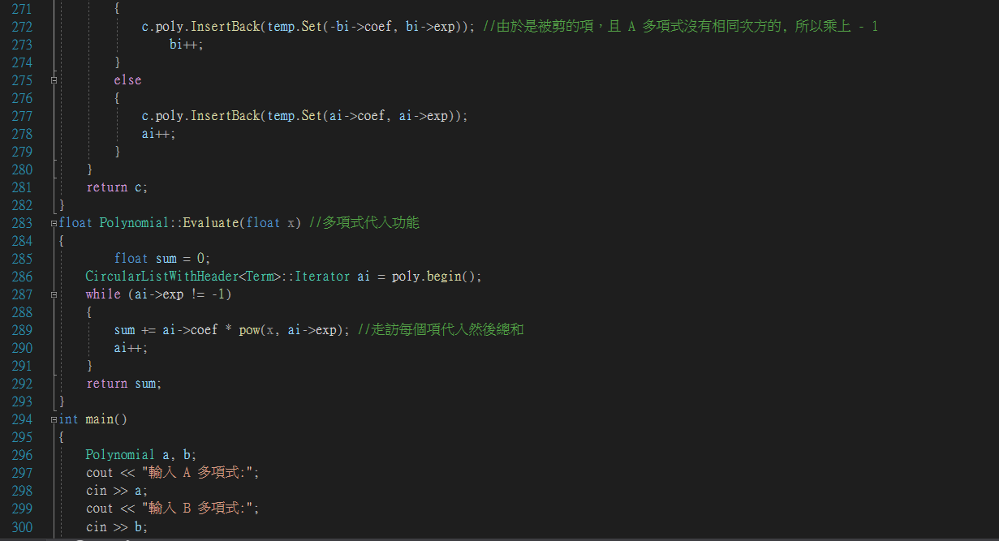 271 {
272 c.poly.InsertBack(temp.Set(-bi->coef, bi->exp)); //由於是被剪的項，且 A 多項式沒有相同次方的, 所以乘上 - 1
273 bi++;
274 }
275 else
276 {
277 c.poly.InsertBack(temp.Set(ai->coef, ai->exp));
278 ai++;
279 }
280 }
281 return c;
282 }
283 float Polynomial::Evaluate(float x) //多項式代入功能
284 {
285 float sum = 0;
286 CircularListWithHeader<Term>::Iterator ai = poly.begin();
287 while (ai->exp != -1)
288 {
289 sum += ai->coef * pow(x, ai->exp); //走訪每個項代入然後總和
290 ai++;
291 }
292 return sum;
293 }
294 int main()
295 {
296 Polynomial a, b;
297 cout << "輸入 A 多項式:";
298 cin >> a;
299 cout << "輸入 B 多項式:";
300 cin >> b;